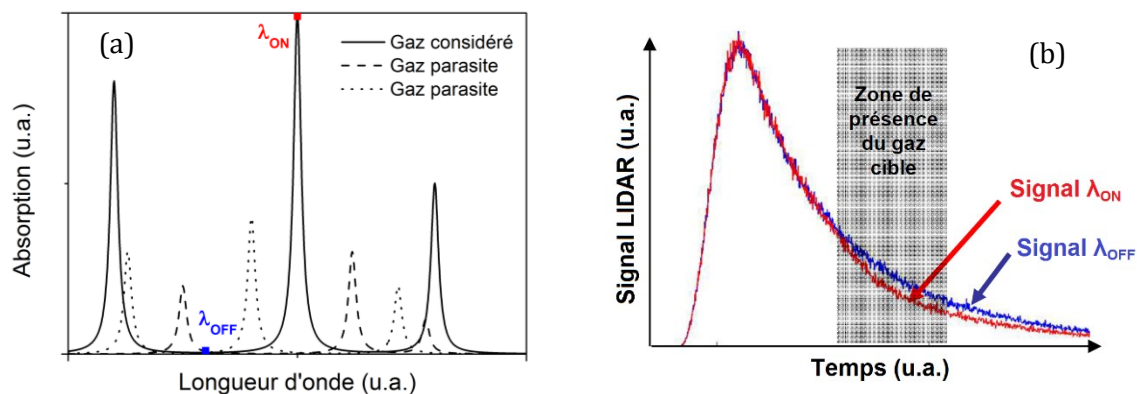 (a)
λON
Gaz considéré
Gaz parasite
Gaz parasite
λOFF
Absorption (u.a.)
Longueur d'onde (u.a.)
(b)
Zone de
présence
du gaz
cible
Signal λON
Signal λOFF
Signal LIDAR (u.a.)
Temps (u.a.)